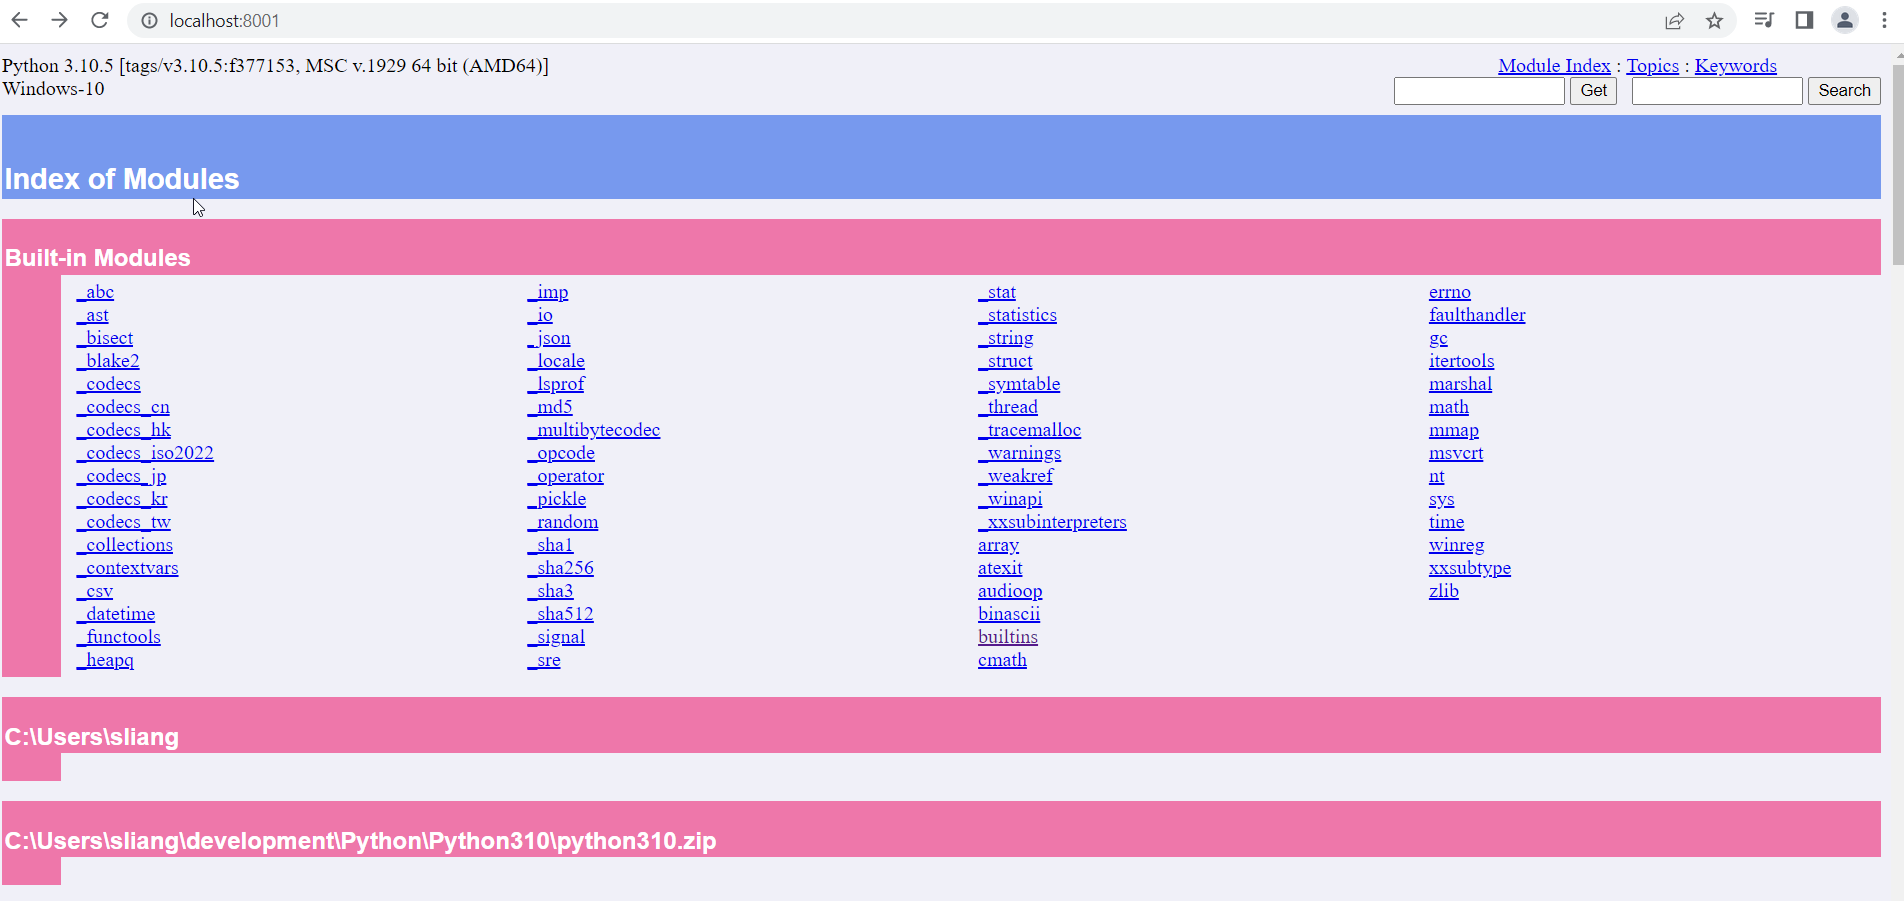 localhost:8001
Python 3.10.5 [tags/v3.10.5:f377153, MSC v.1929 64 bit (AMD64)]
Windows-10
Module Index : Topics : Keywords
Get Search
Index of Modules
Built-in Modules
_abc
_ast
_bisect
_blake2
_codecs
_codecs_cn
_codecs_hk
_codecs_iso2022
_codecs_jp
_codecs_kr
_codecs_tw
_collections
_contextvars
_csv
_datetime
_functools
_heapq
_imp
_io
_json
_locale
_lsprof
_md5
_multibytecodec
_opcode
_operator
_pickle
_random
_sha1
_sha256
_sha3
_sha512
_signal
_sre
_stat
_statistics
_string
_struct
_symtable
_thread
_tracemalloc
_warnings
_weakref
_winapi
_xxsubinterpreters
array
atexit
audioop
binascii
builtins
cmath
errno
faulthandler
gc
itertools
marshal
math
mmap
msvcrt
nt
sys
time
winreg
xxsubtype
zlib
C:\Users\sliang
C:\Users\sliang\development\Python\Python310\python310.zip